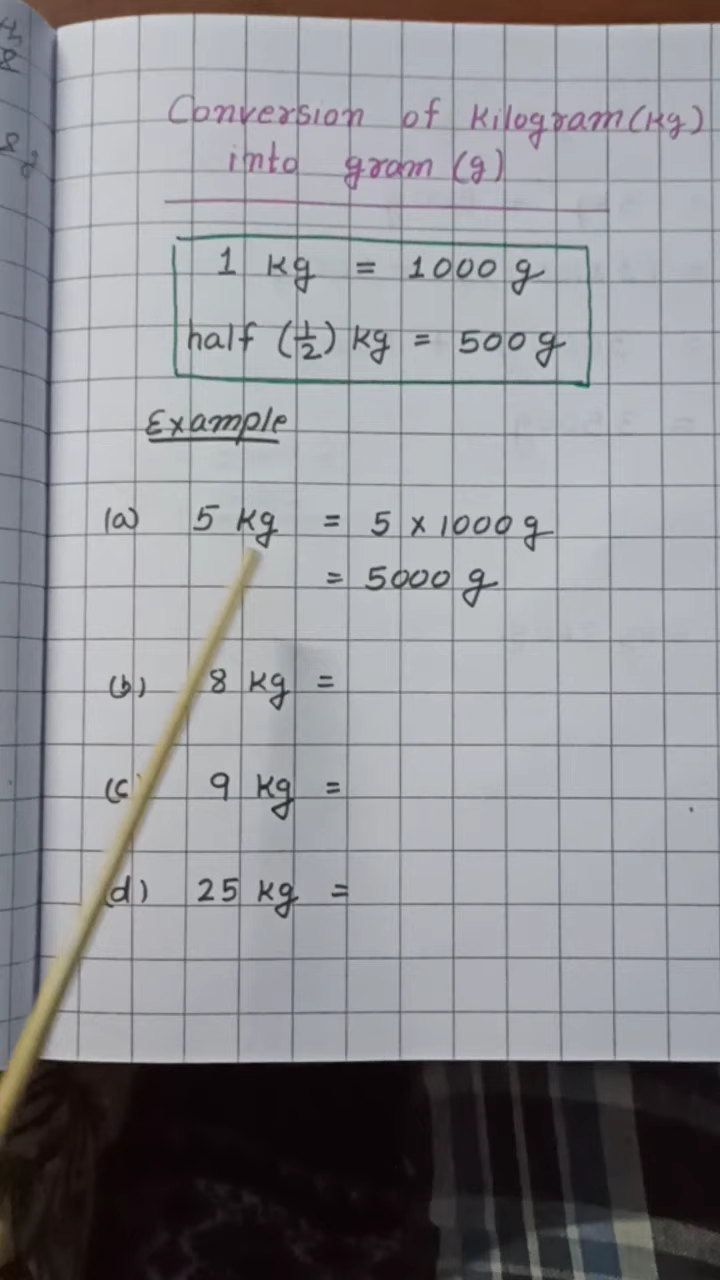 Conversion of Kilogram(Kg)
into gram (g)
1 Kg = 1000 g
half (1/2) Kg = 500 g
Example
(a) 5 Kg = 5 × 1000 g
= 5000 g
(b) 8 Kg =
(c) 9 Kg =
(d) 25 Kg =